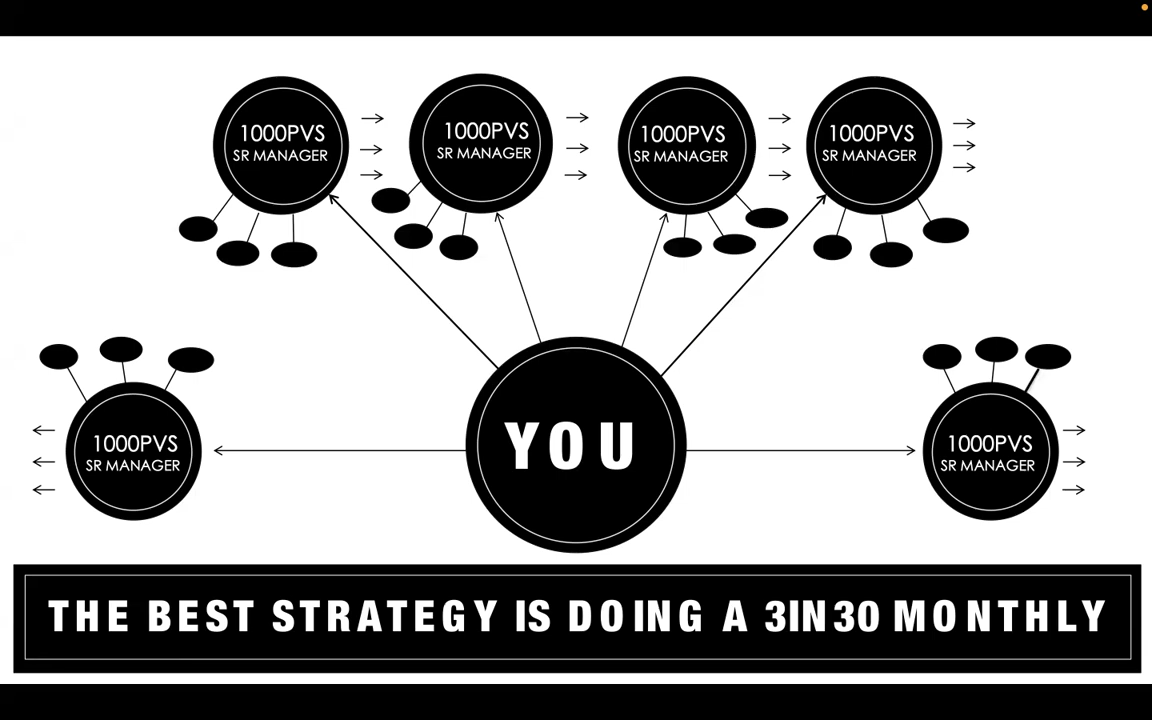 1000PVS
SR MANAGER
1000PVS
SR MANAGER
1000PVS
SR MANAGER
1000PVS
SR MANAGER
1000PVS
SR MANAGER
YOU
1000PVS
SR MANAGER
THE BEST STRATEGY IS DOING A 3IN30 MONTHLY